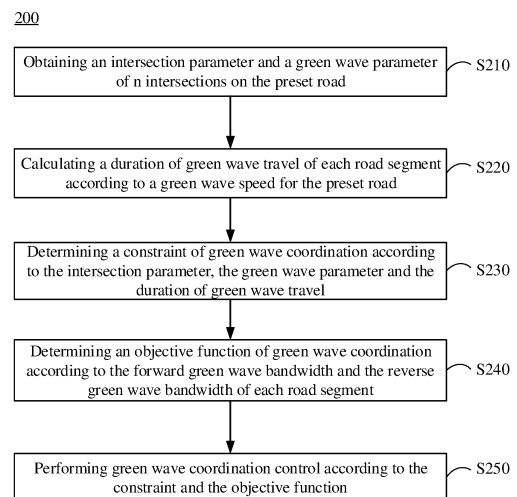 200
Obtaining an intersection parameter and a green wave parameter
of n intersections on the preset road
S210
Calculating a duration of green wave travel of each road segment
according to a green wave speed for the preset road
S220
Determining a constraint of green wave coordination according
to the intersection parameter, the green wave parameter and the
duration of green wave travel
S230
Determining an objective function of green wave coordination
according to the forward green wave bandwidth and the reverse
green wave bandwidth of each road segment
S240
Performing green wave coordination control according to the
constraint and the objective function
S250